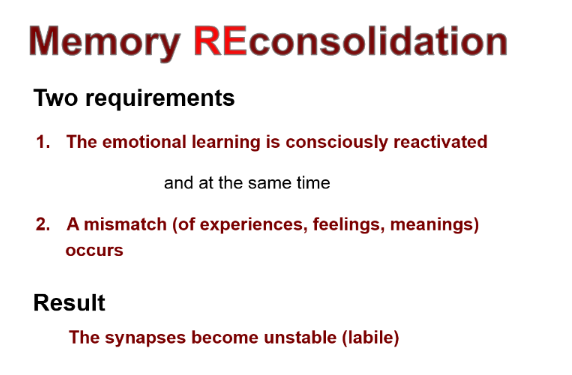 Memory REconsolidation
Two requirements
1. The emotional learning is consciously reactivated
and at the same time
2. A mismatch (of experiences, feelings, meanings)
occurs
Result
The synapses become unstable (labile)